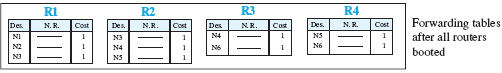 R1
Des. N.R. Cost
N1 1
N2 1
N3 1
R2
Des. N.R. Cost
N3 1
N4 1
N5 1
R3
Des. N.R. Cost
N4 1
N6 1
R4
Des. N.R. Cost
N5 1
N6 1
Forwarding tables
after all routers
booted